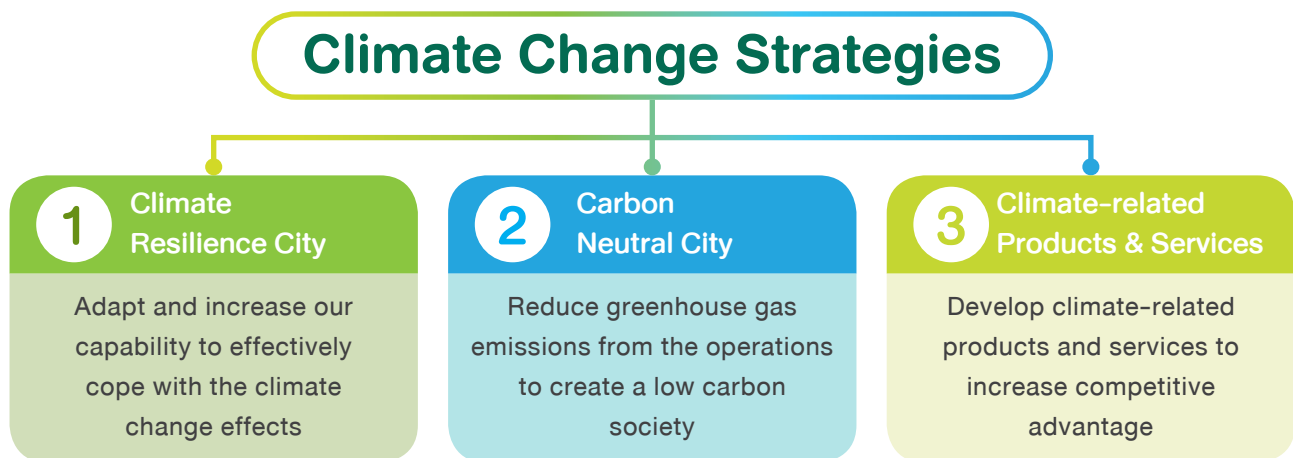 Climate Change Strategies
1
Climate
Resilience City
Adapt and increase our
capability to effectively
cope with the climate
change effects
2
Carbon
Neutral City
Reduce greenhouse gas
emissions from the operations
to create a low carbon
society
3
Climate-related
Products & Services
Develop climate-related
products and services to
increase competitive
advantage